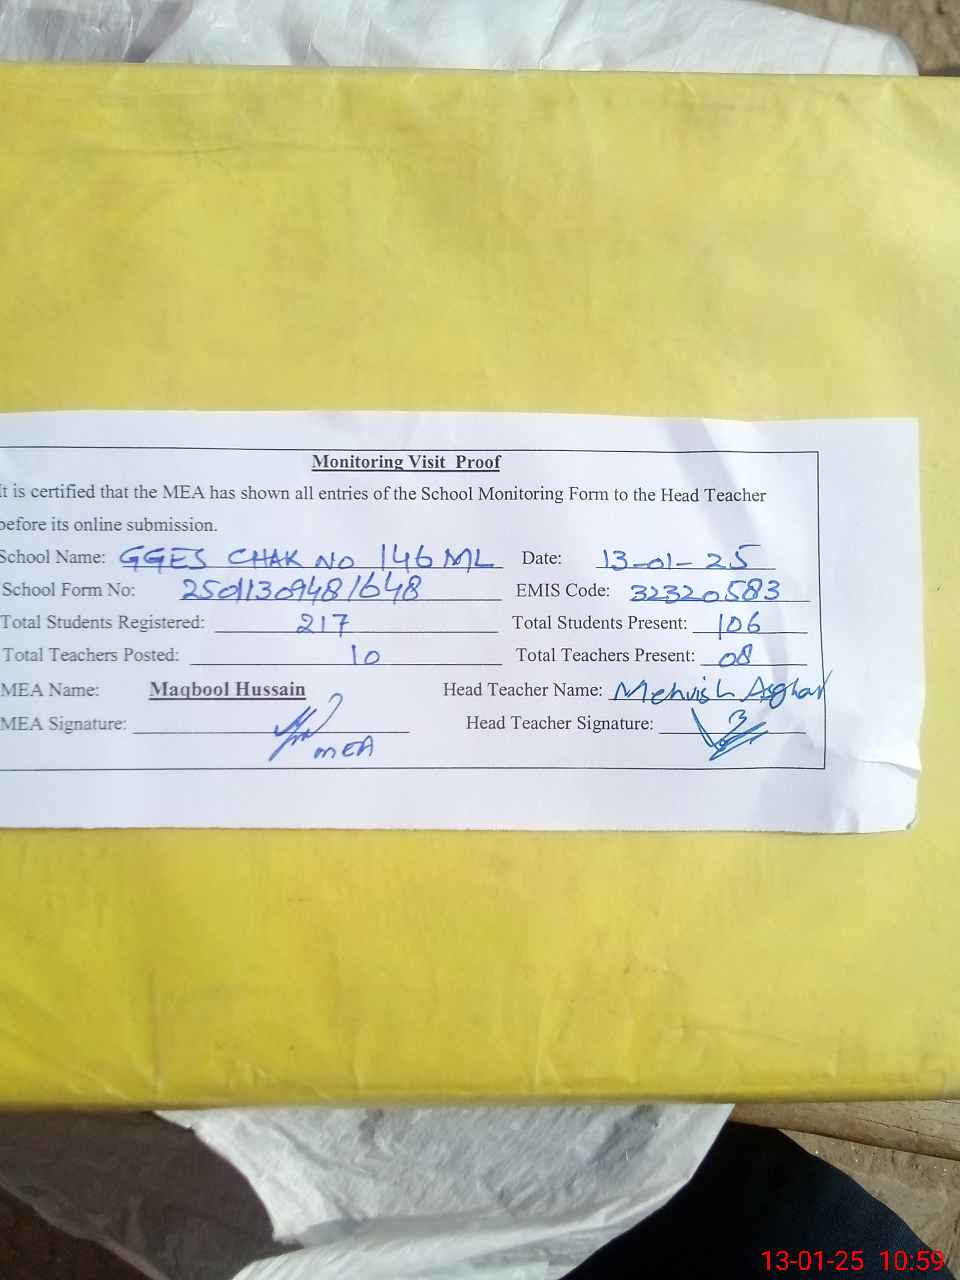 Monitoring Visit Proof
It is certified that the MEA has shown all entries of the School Monitoring Form to the Head Teacher
before its online submission.
School Name: GGES CHAK NO 146 ML Date: 13-01-25
School Form No: 25011309481648 EMIS Code: 32320583
Total Students Registered: 217 Total Students Present: 106
Total Teachers Posted: 10 Total Teachers Present: 08
MEA Name: Maqbool Hussain Head Teacher Name: Mehvish Asghar
MEA Signature: Head Teacher Signature:
MEA
13-01-25 10:59